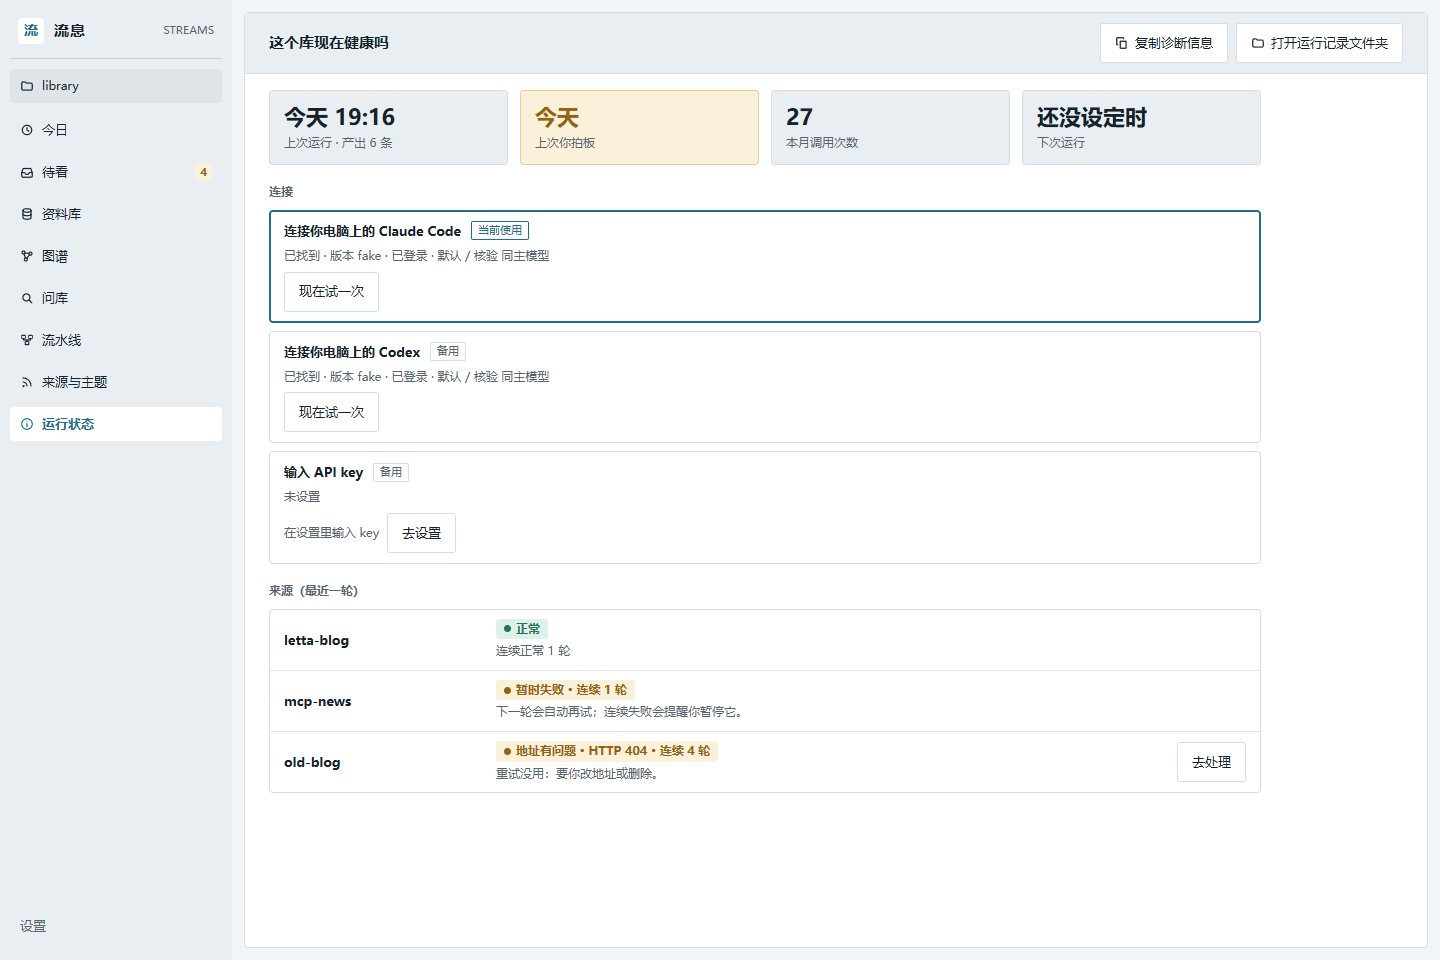 流 流息 STREAMS
library
今日
待看 4
资料库
图谱
问库
流水线
来源与主题
运行状态
设置
这个库现在健康吗
复制诊断信息
打开运行记录文件夹
今天 19:16
上次运行 · 产出 6 条
今天
上次你拍板
27
本月调用次数
还没设定时
下次运行
连接
连接你电脑上的 Claude Code 当前使用
已找到 · 版本 fake · 已登录 · 默认 / 核验 同主模型
现在试一次
连接你电脑上的 Codex 备用
已找到 · 版本 fake · 已登录 · 默认 / 核验 同主模型
现在试一次
输入 API key 备用
未设置
在设置里输入 key 去设置
来源（最近一轮）
letta-blog
正常
连续正常 1 轮
mcp-news
暂时失败 • 连续 1 轮
下一轮会自动再试；连续失败会提醒你暂停它。
old-blog
地址有问题 • HTTP 404 • 连续 4 轮
重试没用：要你改地址或删除。
去处理